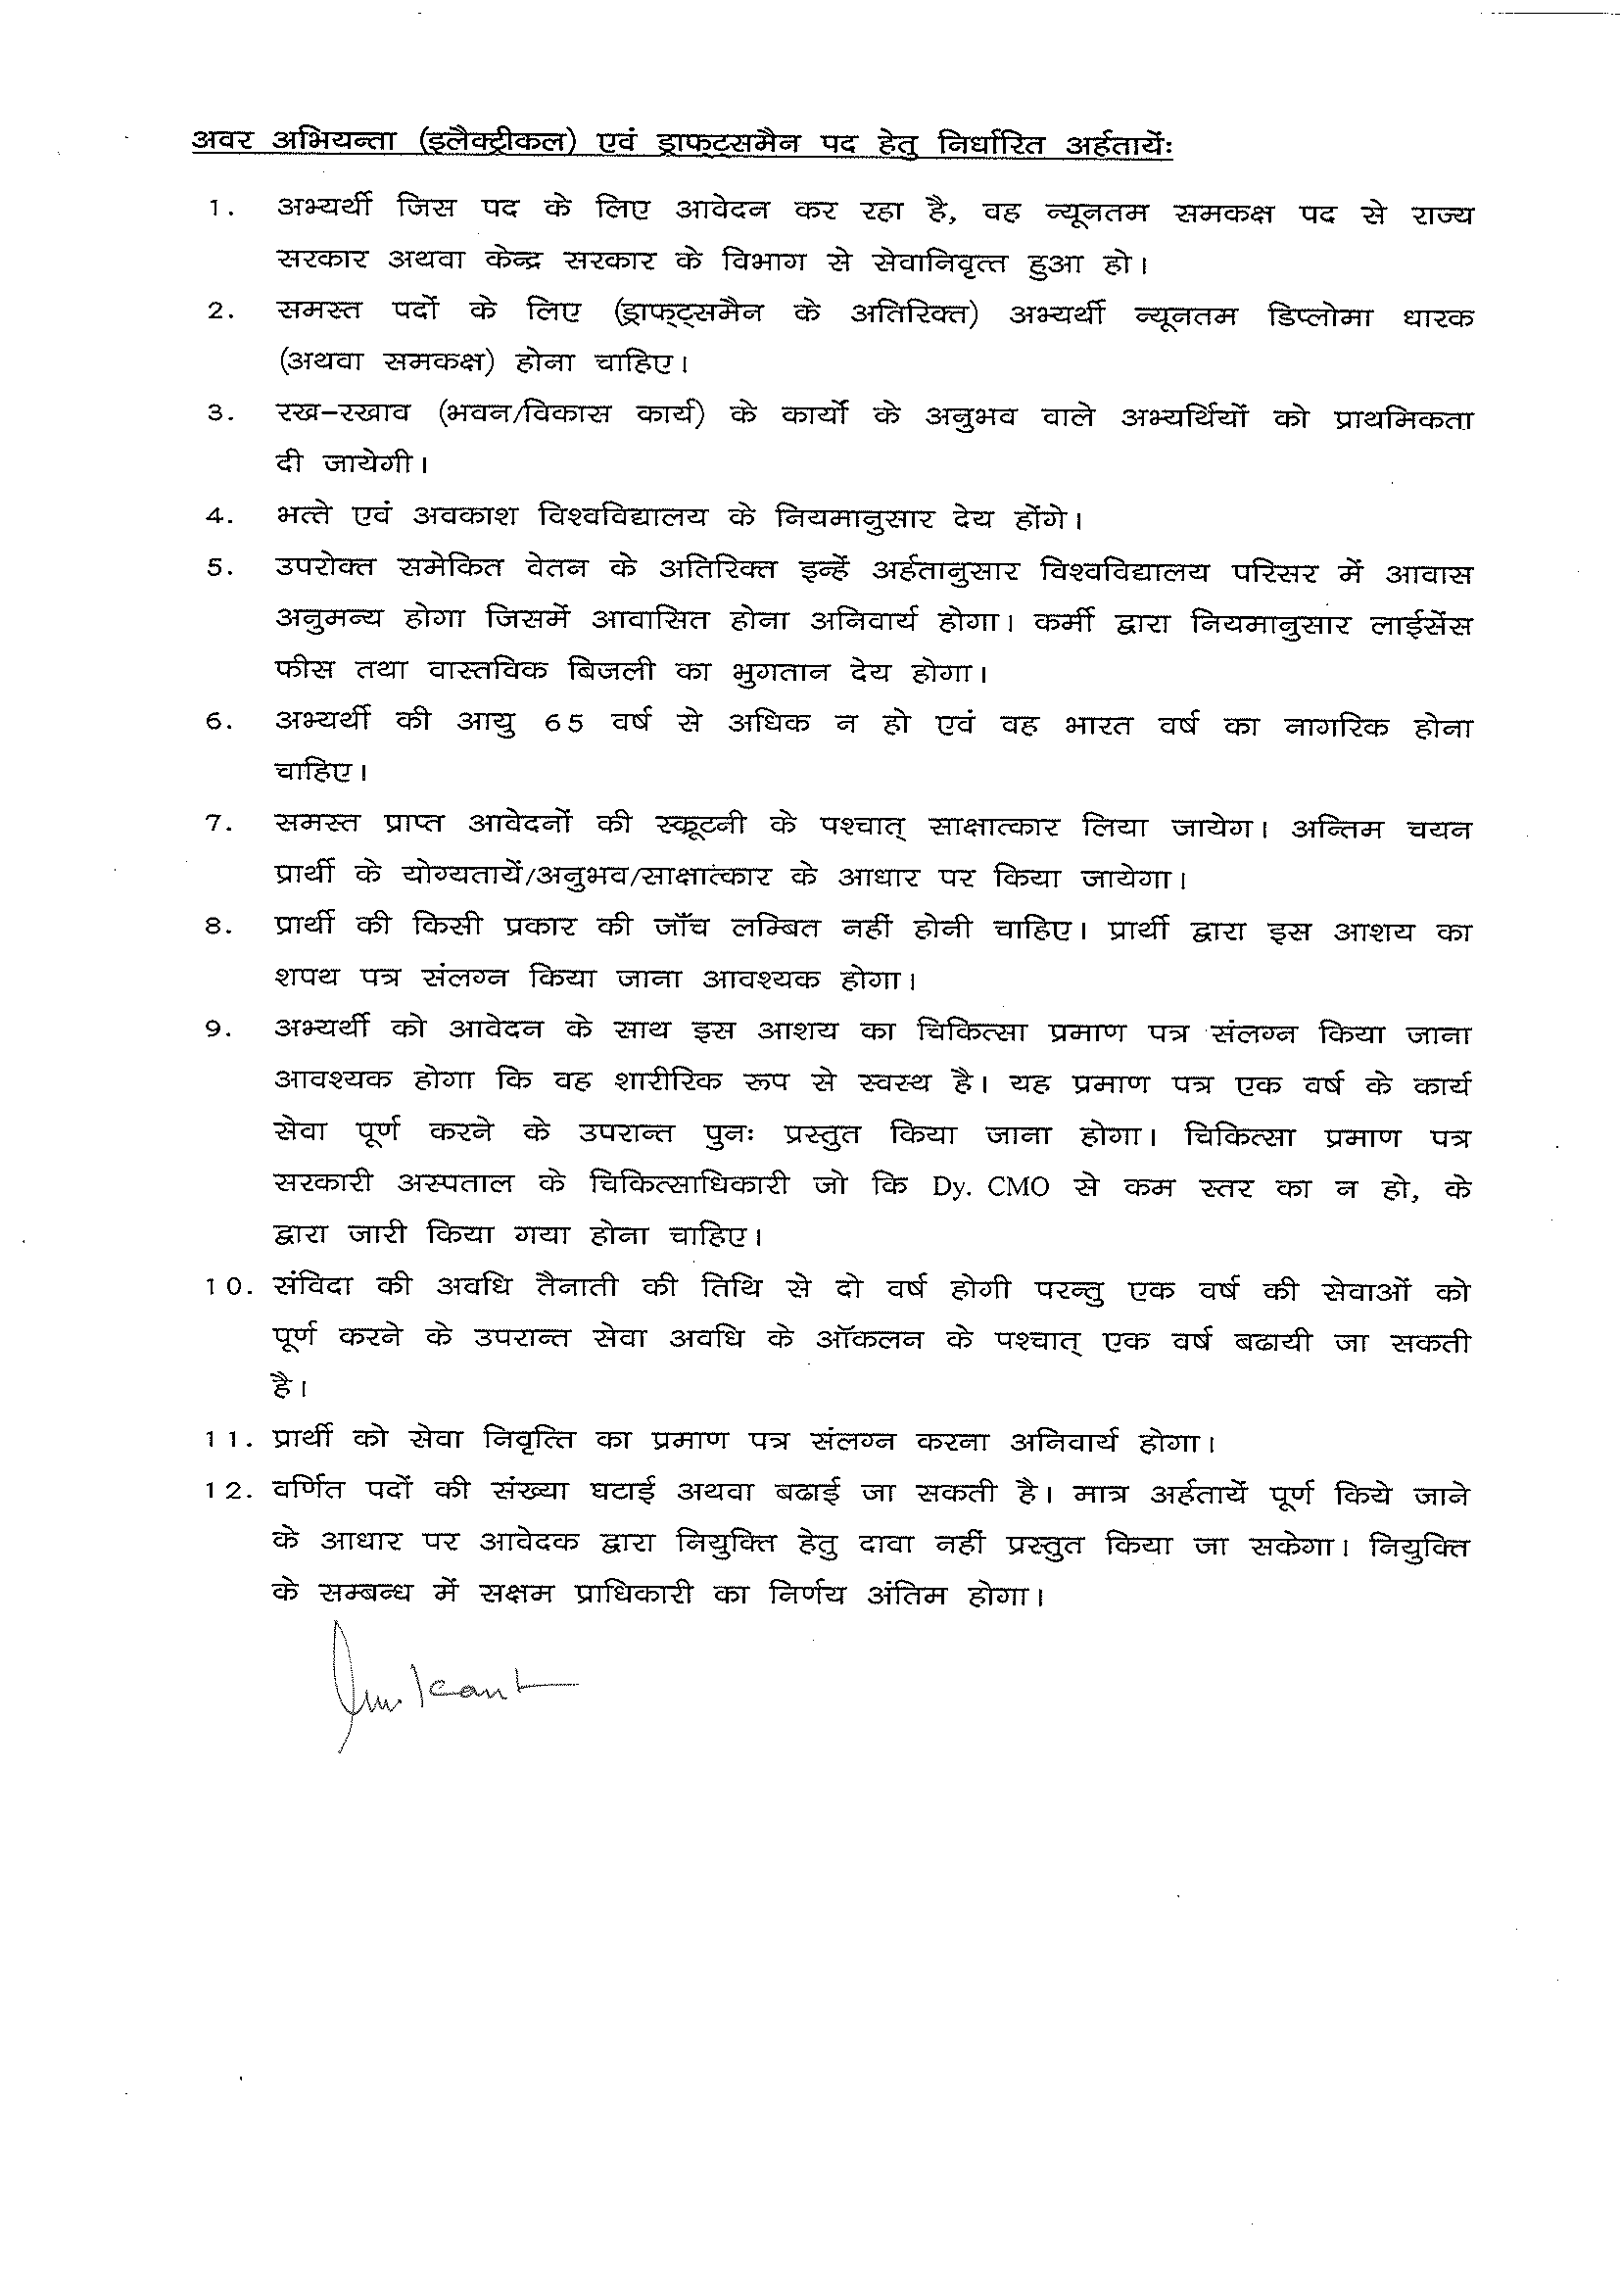 अवर अभियन्ता (इलैक्ट्रीकल) एवं ड्राफ्टसमैन पद हेतु निर्धारित अर्हतायेंः
1. अभ्यर्थी जिस पद के लिए आवेदन कर रहा है, वह न्यूनतम समकक्ष पद से राज्य
सरकार अथवा केन्द्र सरकार के विभाग से सेवानिवृत्त हुआ हो।
2. समस्त पदों के लिए (ड्राफ्ट्समैन के अतिरिक्त) अभ्यर्थी न्यूनतम डिप्लोमा धारक
(अथवा समकक्ष) होना चाहिए।
3. रख–रखाव (भवन/विकास कार्य) के कार्यो के अनुभव वाले अभ्यर्थियों को प्राथमिकता
दी जायेगी।
4. भत्ते एवं अवकाश विश्वविद्यालय के नियमानुसार देय होंगे।
5. उपरोक्त समेकित वेतन के अतिरिक्त इन्हें अर्हतानुसार विश्वविद्यालय परिसर में आवास
अनुमन्य होगा जिसमें आवासित होना अनिवार्य होगा। कर्मी द्वारा नियमानुसार लाईसेंस
फीस तथा वास्तविक बिजली का भुगतान देय होगा।
6. अभ्यर्थी की आयु 65 वर्ष से अधिक न हो एवं वह भारत वर्ष का नागरिक होना
चाहिए।
7. समस्त प्राप्त आवेदनों की स्क्रूटनी के पश्चात् साक्षात्कार लिया जायेग। अन्तिम चयन
प्रार्थी के योग्यतायें/अनुभव/साक्षात्कार के आधार पर किया जायेगा।
8. प्रार्थी की किसी प्रकार की जाँच लम्बित नहीं होनी चाहिए। प्रार्थी द्वारा इस आशय का
शपथ पत्र संलग्न किया जाना आवश्यक होगा।
9. अभ्यर्थी को आवेदन के साथ इस आशय का चिकित्सा प्रमाण पत्र संलग्न किया जाना
आवश्यक होगा कि वह शारीरिक रूप से स्वस्थ है। यह प्रमाण पत्र एक वर्ष के कार्य
सेवा पूर्ण करने के उपरान्त पुनः प्रस्तुत किया जाना होगा। चिकित्सा प्रमाण पत्र
सरकारी अस्पताल के चिकित्साधिकारी जो कि Dy. CMO से कम स्तर का न हो, के
द्वारा जारी किया गया होना चाहिए।
10. संविदा की अवधि तैनाती की तिथि से दो वर्ष होगी परन्तु एक वर्ष की सेवाओं को
पूर्ण करने के उपरान्त सेवा अवधि के ऑकलन के पश्चात् एक वर्ष बढायी जा सकती
है।
11. प्रार्थी को सेवा निवृत्ति का प्रमाण पत्र संलग्न करना अनिवार्य होगा।
12. वर्णित पदों की संख्या घटाई अथवा बढाई जा सकती है। मात्र अर्हतायें पूर्ण किये जाने
के आधार पर आवेदक द्वारा नियुक्ति हेतु दावा नहीं प्रस्तुत किया जा सकेगा। नियुक्ति
के सम्बन्ध में सक्षम प्राधिकारी का निर्णय अंतिम होगा।